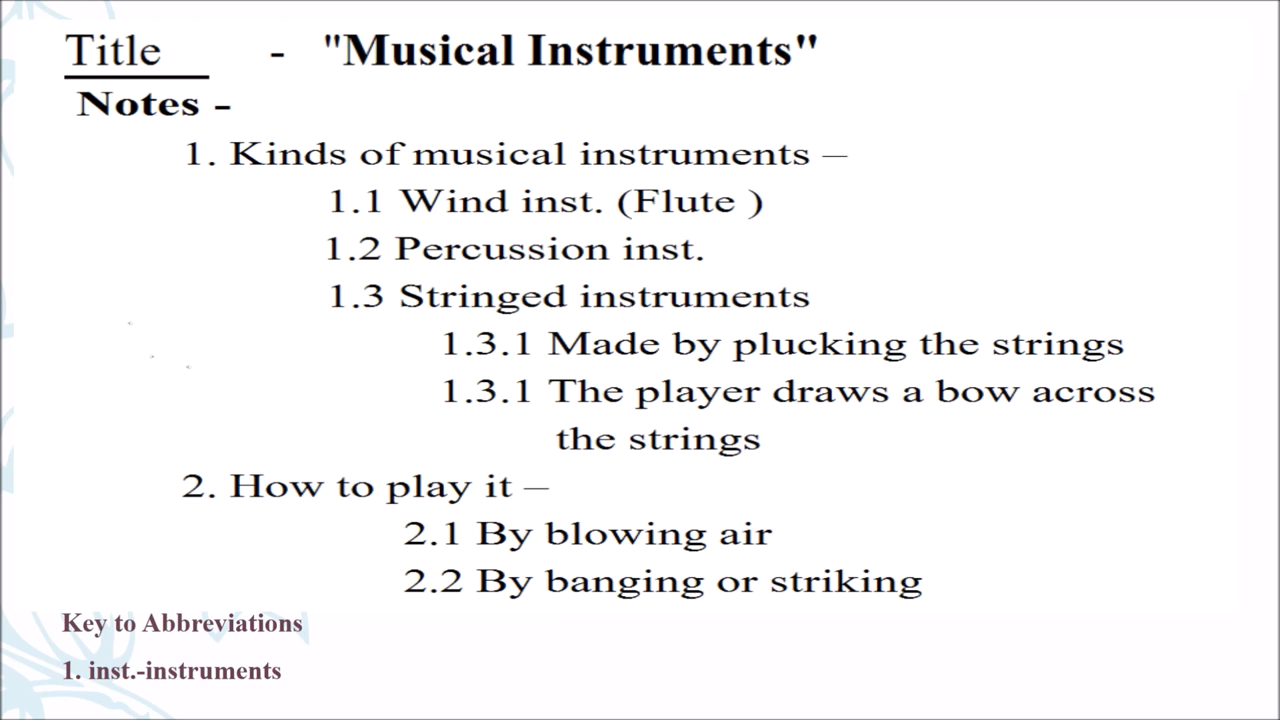 Title - "Musical Instruments"
Notes -
1. Kinds of musical instruments –
1.1 Wind inst. (Flute )
1.2 Percussion inst.
1.3 Stringed instruments
1.3.1 Made by plucking the strings
1.3.1 The player draws a bow across
the strings
2. How to play it –
2.1 By blowing air
2.2 By banging or striking
Key to Abbreviations
1. inst.-instruments